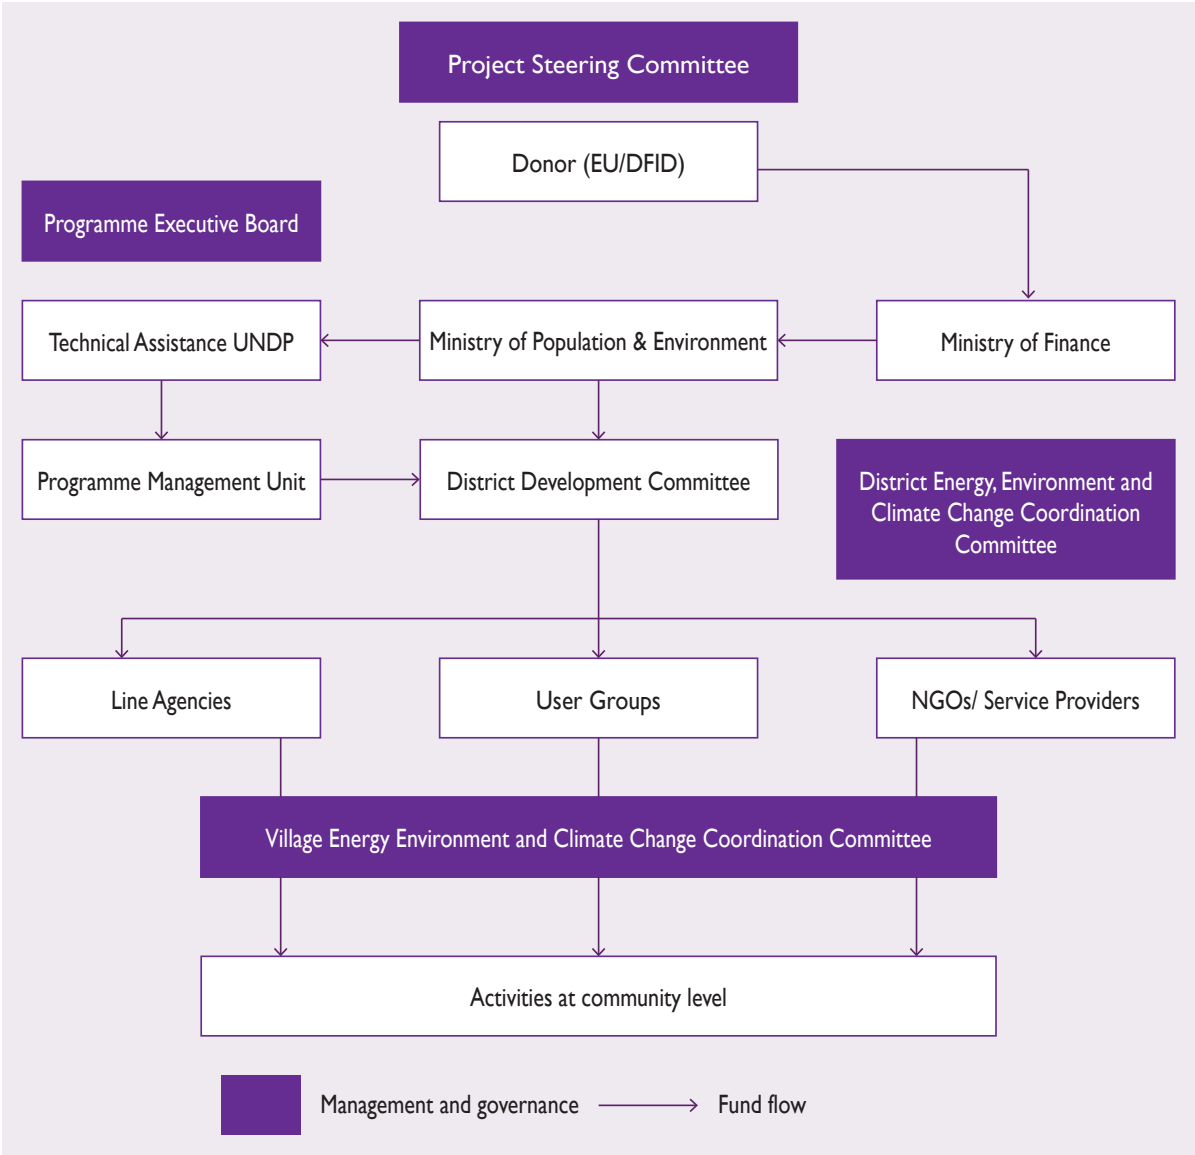 Project Steering Committee
Donor (EU/DFID)
Programme Executive Board
Technical Assistance UNDP
Ministry of Population & Environment
Ministry of Finance
Programme Management Unit
District Development Committee
District Energy, Environment and
Climate Change Coordination
Committee
Line Agencies
User Groups
NGOs/ Service Providers
Village Energy Environment and Climate Change Coordination Committee
Activities at community level
Management and governance
Fund flow